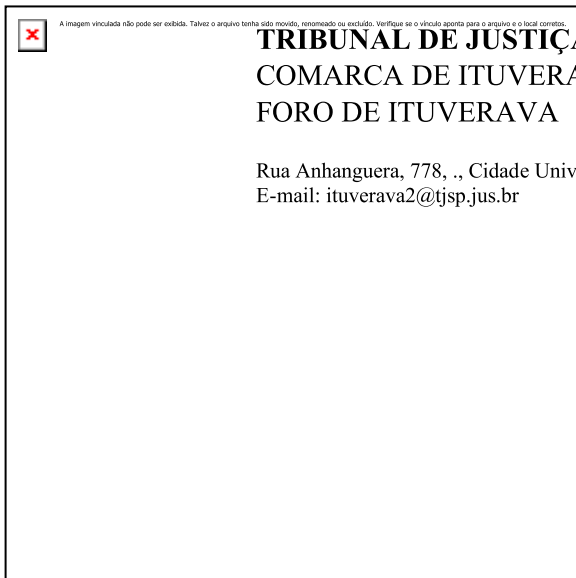 A imagem vinculada não pode ser exibida. Talvez o arquivo tenha sido movido, renomeado ou excluído. Verifique se o vínculo aponta para o arquivo e o local corretos.
TRIBUNAL DE JUSTIÇA
COMARCA DE ITUVERA
FORO DE ITUVERAVA
Rua Anhanguera, 778, ., Cidade Univ
E-mail: ituverava2@tjsp.jus.br